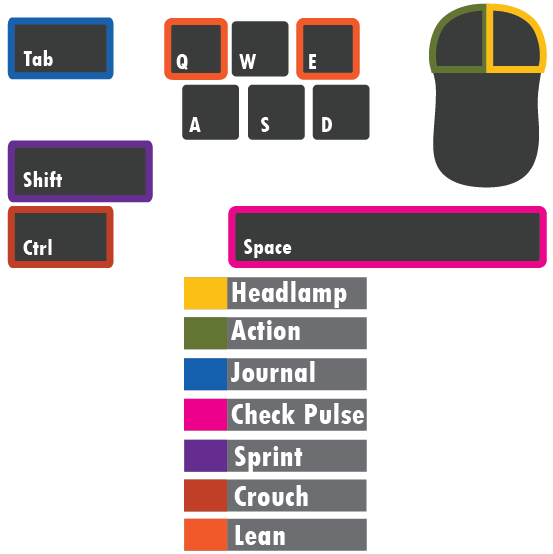 Tab
Q W E
A S D
Shift
Ctrl
Space
Headlamp
Action
Journal
Check Pulse
Sprint
Crouch
Lean